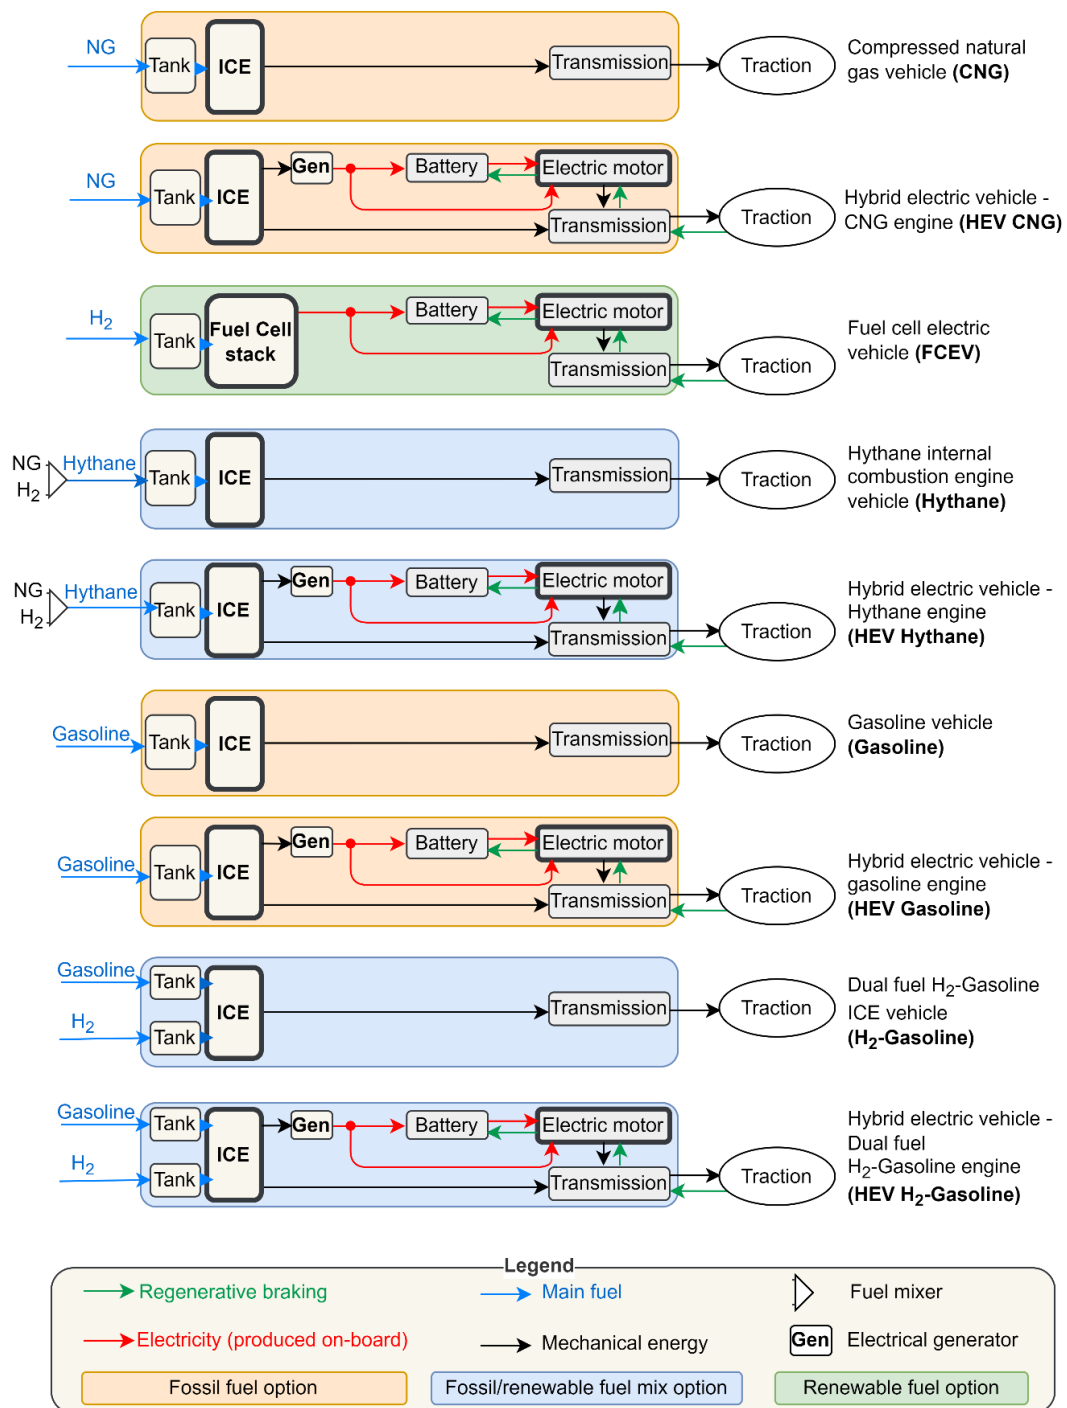 NG
Tank
ICE
Transmission
Traction
Compressed natural
gas vehicle (CNG)
NG
Tank
ICE
Gen
Battery
Electric motor
Transmission
Traction
Hybrid electric vehicle -
CNG engine (HEV CNG)
H2
Tank
Fuel Cell
stack
Battery
Electric motor
Transmission
Traction
Fuel cell electric
vehicle (FCEV)
NG
H2
Hythane
Tank
ICE
Transmission
Traction
Hythane internal
combustion engine
vehicle (Hythane)
NG
H2
Hythane
Tank
ICE
Gen
Battery
Electric motor
Transmission
Traction
Hybrid electric vehicle -
Hythane engine
(HEV Hythane)
Gasoline
Tank
ICE
Transmission
Traction
Gasoline vehicle
(Gasoline)
Gasoline
Tank
ICE
Gen
Battery
Electric motor
Transmission
Traction
Hybrid electric vehicle -
gasoline engine
(HEV Gasoline)
Gasoline
H2
Tank
Tank
ICE
Transmission
Traction
Dual fuel H2-Gasoline
ICE vehicle
(H2-Gasoline)
Gasoline
H2
Tank
Tank
ICE
Gen
Battery
Electric motor
Transmission
Traction
Hybrid electric vehicle -
Dual fuel
H2-Gasoline engine
(HEV H2-Gasoline)
Legend
Regenerative braking
Main fuel
Fuel mixer
Electricity (produced on-board)
Mechanical energy
Gen
Electrical generator
Fossil fuel option
Fossil/renewable fuel mix option
Renewable fuel option